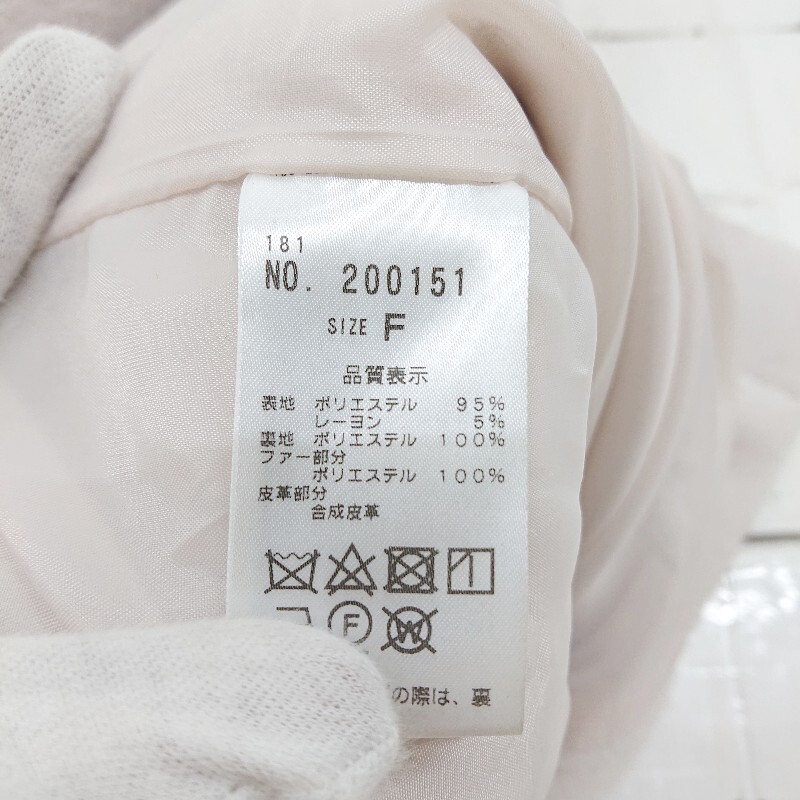 181
NO. 200151
SIZE F
品質表示
表地 ポリエステル 95%
レーヨン 5%
裏地 ポリエステル 100%
ファー部分
ポリエステル 100%
皮革部分
合成皮革
F
W
の際は、裏